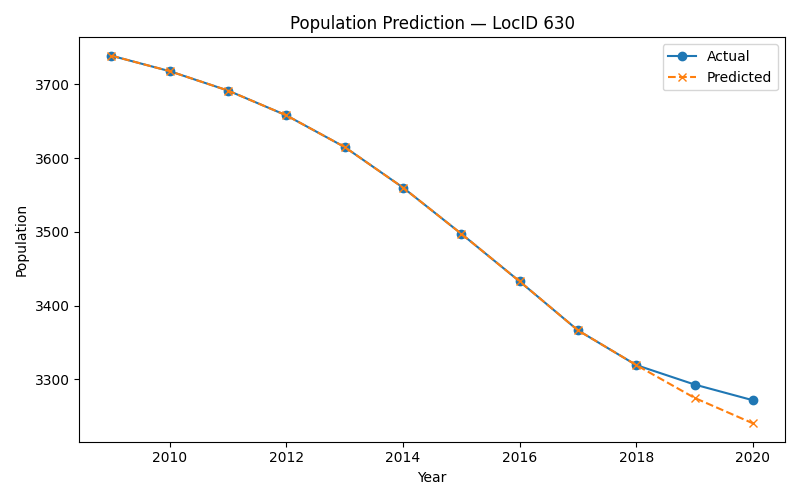 Population Prediction — LocID 630
Actual
Predicted
3700
3600
3500
3400
3300
Population
2010 2012 2014 2016 2018 2020
Year